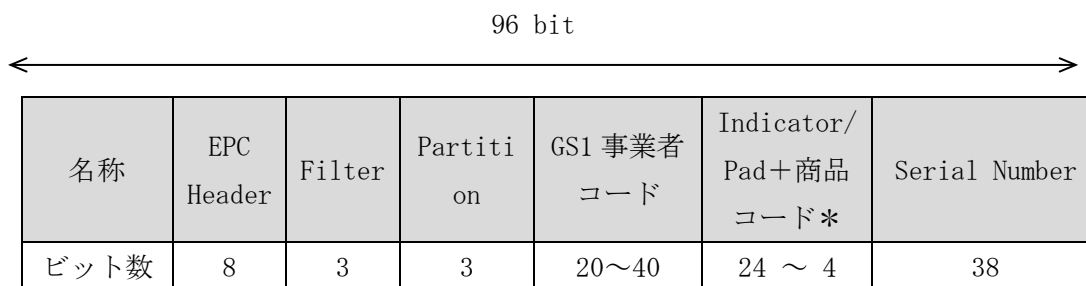 96 bit
名称 EPC Header Filter Partiti on GS1 事業者 コード Indicator/ Pad＋商品 コード＊ Serial Number
ビット数 8 3 3 20～40 24 ～ 4 38